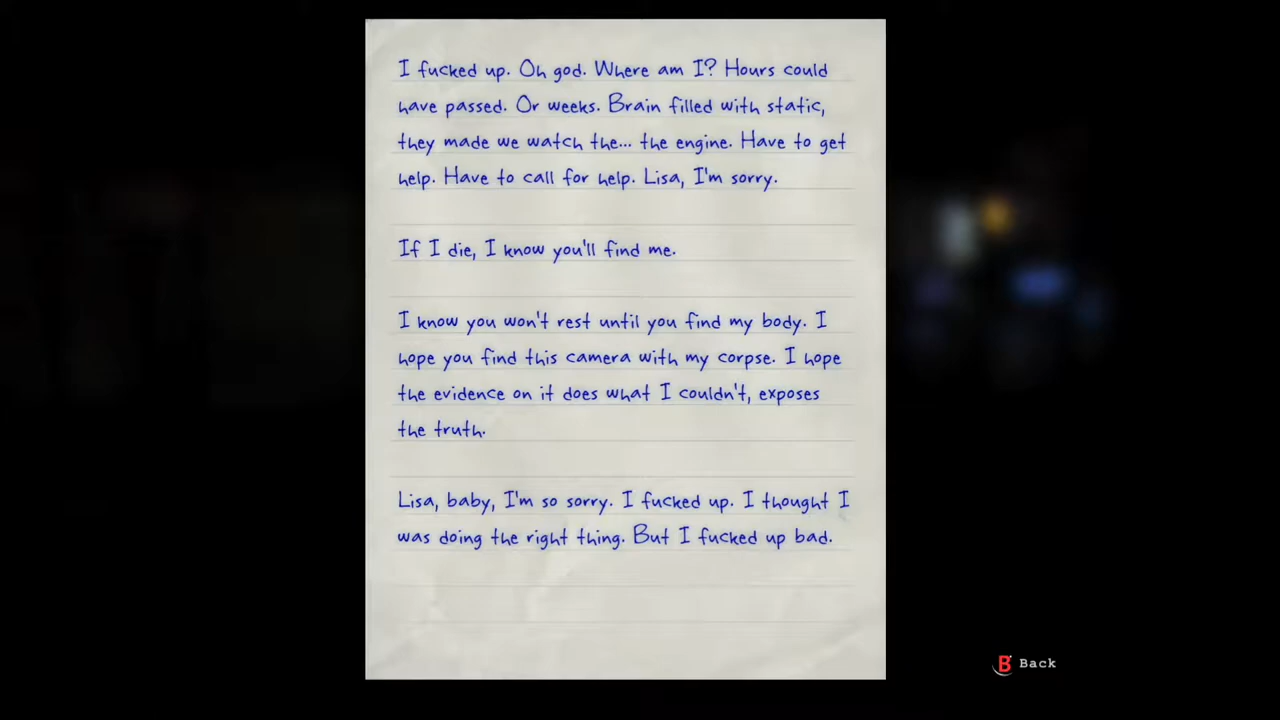 I fucked up. Oh god. Where am I? Hours could
have passed. Or weeks. Brain filled with static,
they made we watch the... the engine. Have to get
help. Have to call for help. Lisa, I'm sorry.
If I die, I know you'll find me.
I know you won't rest until you find my body. I
hope you find this camera with my corpse. I hope
the evidence on it does what I couldn't, exposes
the truth.
Lisa, baby, I'm so sorry. I fucked up. I thought I
was doing the right thing. But I fucked up bad.
B Back